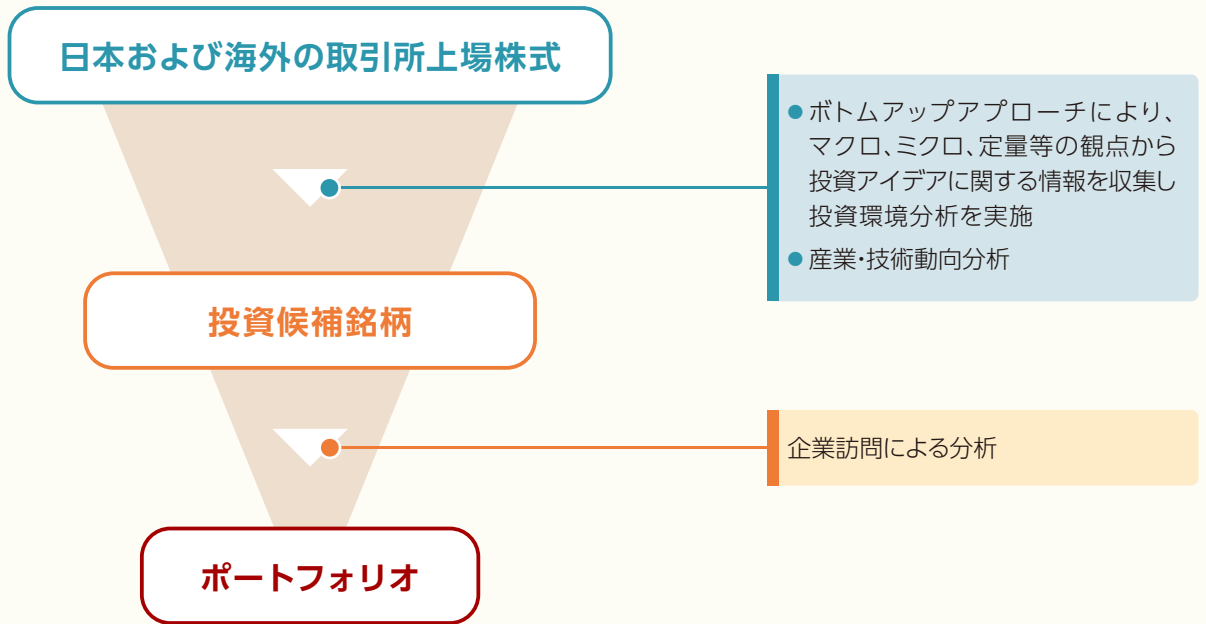 日本および海外の取引所上場株式
● ボトムアップアプローチにより、
マクロ、ミクロ、定量等の観点から
投資アイデアに関する情報を収集し
投資環境分析を実施
● 産業・技術動向分析
投資候補銘柄
企業訪問による分析
ポートフォリオ